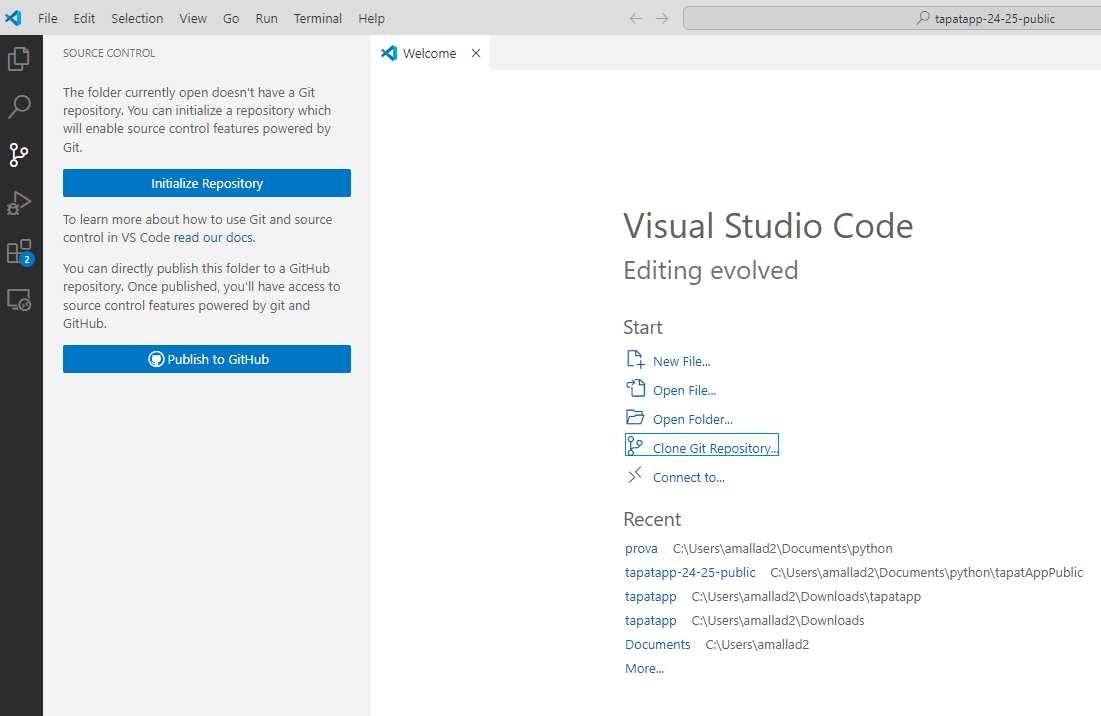 File Edit Selection View Go Run Terminal Help
tapatapp-24-25-public
SOURCE CONTROL
Welcome
The folder currently open doesn't have a Git
repository. You can initialize a repository which
will enable source control features powered by
Git.
Initialize Repository
To learn more about how to use Git and source
control in VS Code read our docs.
You can directly publish this folder to a GitHub
repository. Once published, you'll have access to
source control features powered by git and
GitHub.
Publish to GitHub
2
Visual Studio Code
Editing evolved
Start
New File...
Open File...
Open Folder...
Clone Git Repository...
Connect to...
Recent
prova C:\Users\amallad2\Documents\python
tapatapp-24-25-public C:\Users\amallad2\Documents\python\tapatAppPublic
tapatapp C:\Users\amallad2\Downloads\tapatapp
tapatapp C:\Users\amallad2\Downloads
Documents C:\Users\amallad2
More...